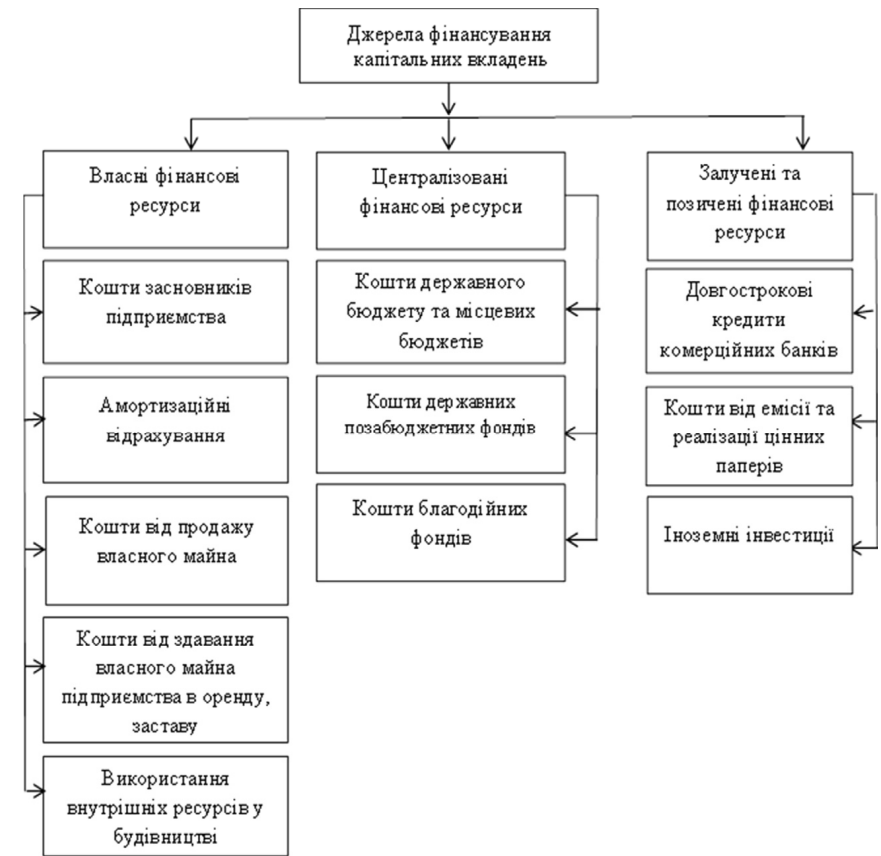 Джерела фінансування
капітальних вкладень
Власні фінансові
ресурси
Кошти засновників
підприємства
Амортизаційні
відрахування
Кошти від продажу
власного майна
Кошти від здавання
власного майна
підприємства в оренду,
заставу
Використання
внутрішніх ресурсів у
будівництві
Централізовані
фінансові ресурси
Кошти державного
бюджету та місцевих
бюджетів
Кошти державних
позабюджетних фондів
Кошти благодійних
фондів
Залучені та
позичені фінансові
ресурси
Довгострокові
кредити
комерційних банків
Кошти від емісії та
реалізації цінних
паперів
Іноземні інвестиції